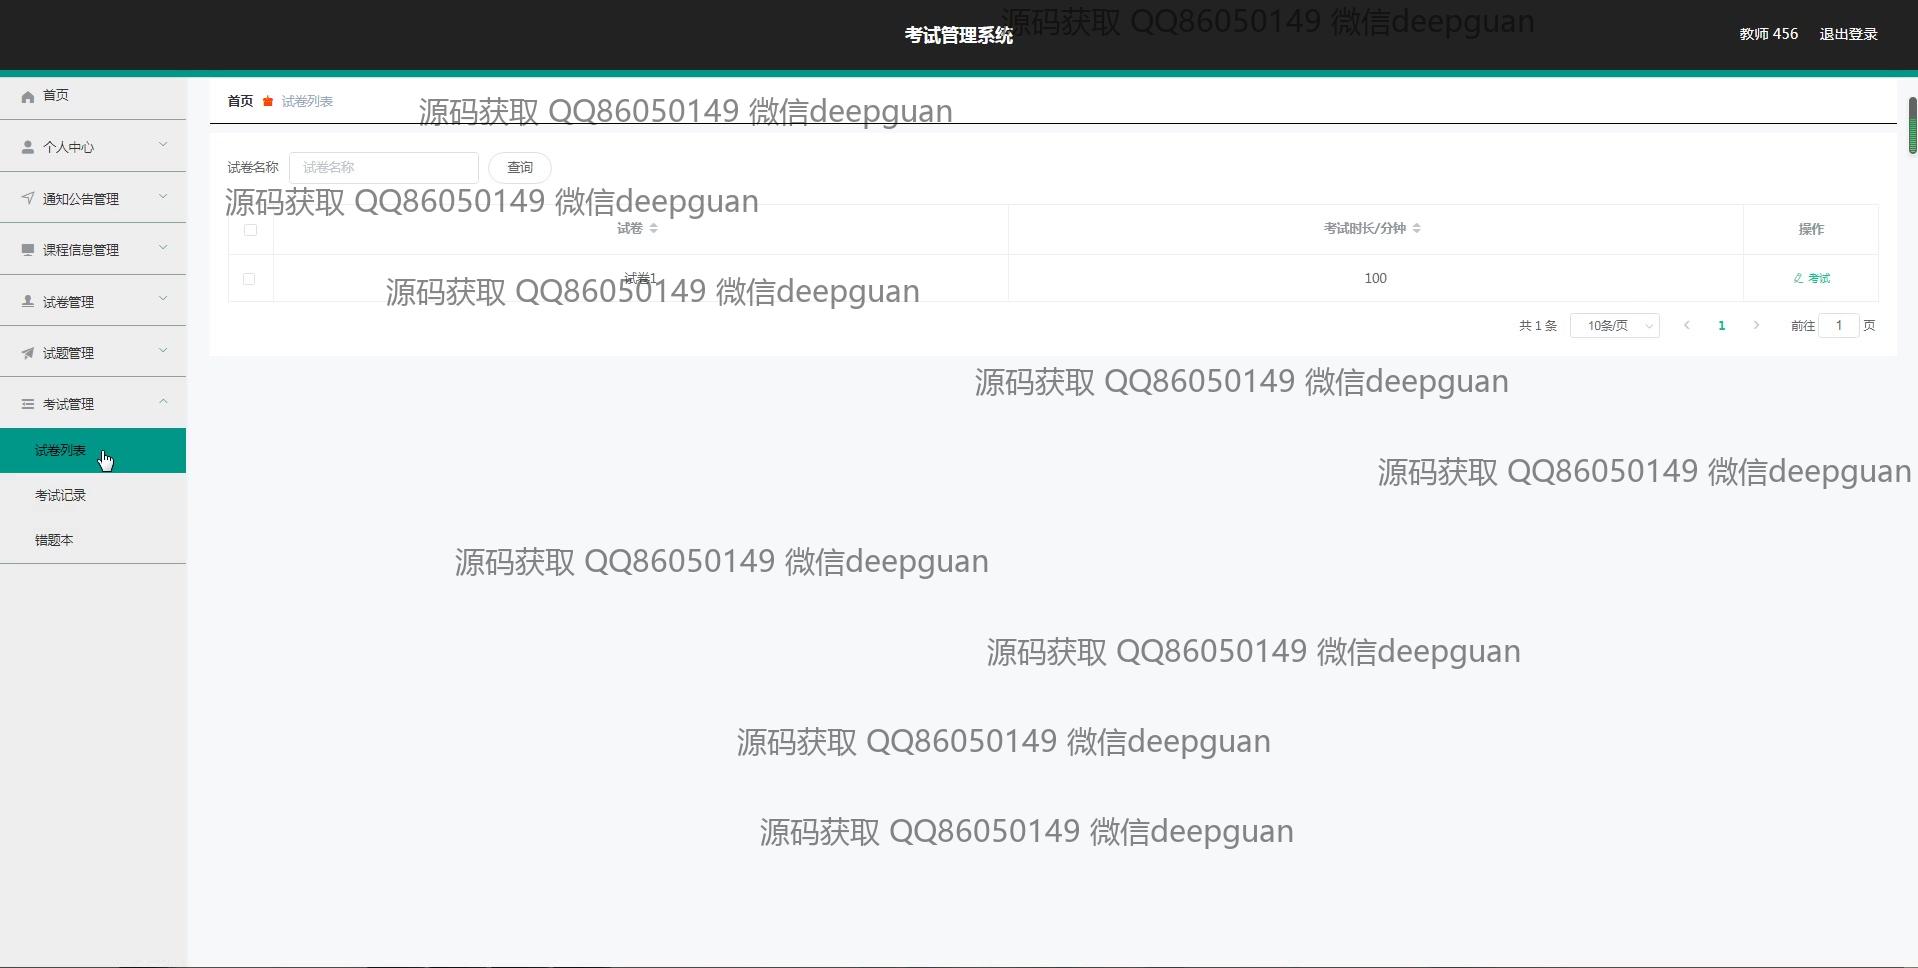 考试管理系统
源码获取 QQ86050149 微信deepguan
教师 456 退出登录
首页
个人中心
通知公告管理
课程信息管理
试卷管理
试题管理
考试管理
试卷列表
考试记录
错题本
首页 试卷列表
源码获取 QQ86050149 微信deepguan
试卷名称 试卷名称 查询
源码获取 QQ86050149 微信deepguan
试卷 考试时长/分钟 操作
试卷1 100 考试
源码获取 QQ86050149 微信deepguan
共 1 条 10条/页 1 前往 1 页
源码获取 QQ86050149 微信deepguan
源码获取 QQ86050149 微信deepguan
源码获取 QQ86050149 微信deepguan
源码获取 QQ86050149 微信deepguan
源码获取 QQ86050149 微信deepguan
源码获取 QQ86050149 微信deepguan